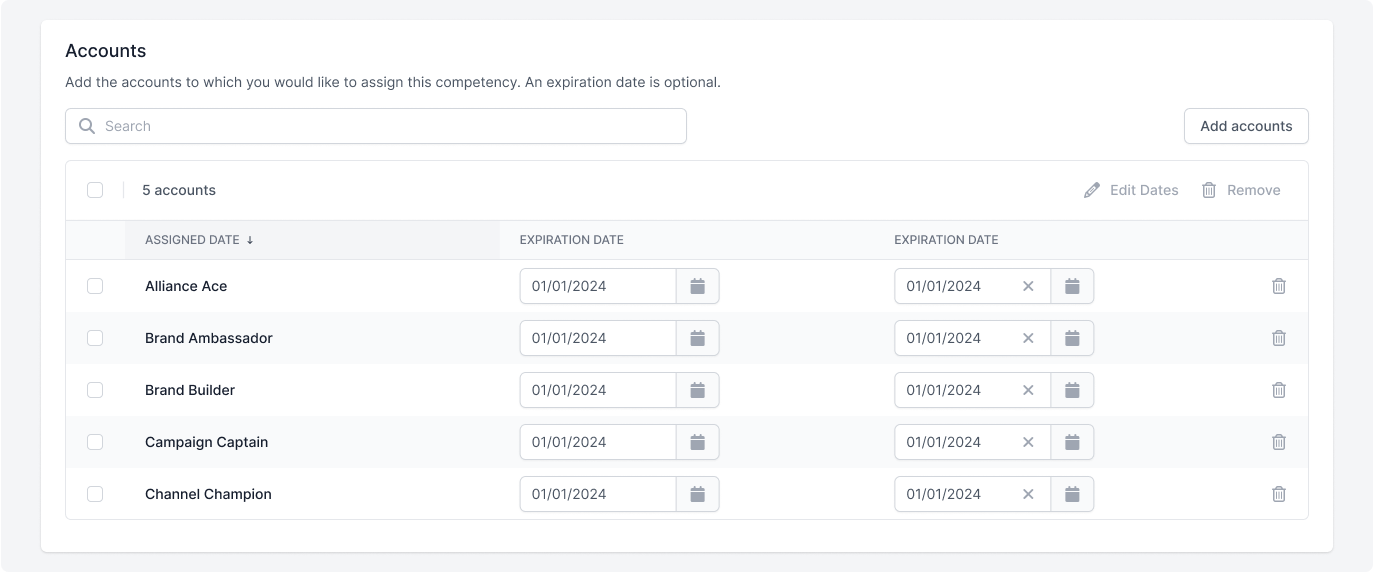 Accounts
Add the accounts to which you would like to assign this competency. An expiration date is optional.
Search
Add accounts
5 accounts
Edit Dates
Remove
ASSIGNED DATE ↓
EXPIRATION DATE
EXPIRATION DATE
Alliance Ace
01/01/2024
01/01/2024
Brand Ambassador
01/01/2024
01/01/2024
Brand Builder
01/01/2024
01/01/2024
Campaign Captain
01/01/2024
01/01/2024
Channel Champion
01/01/2024
01/01/2024